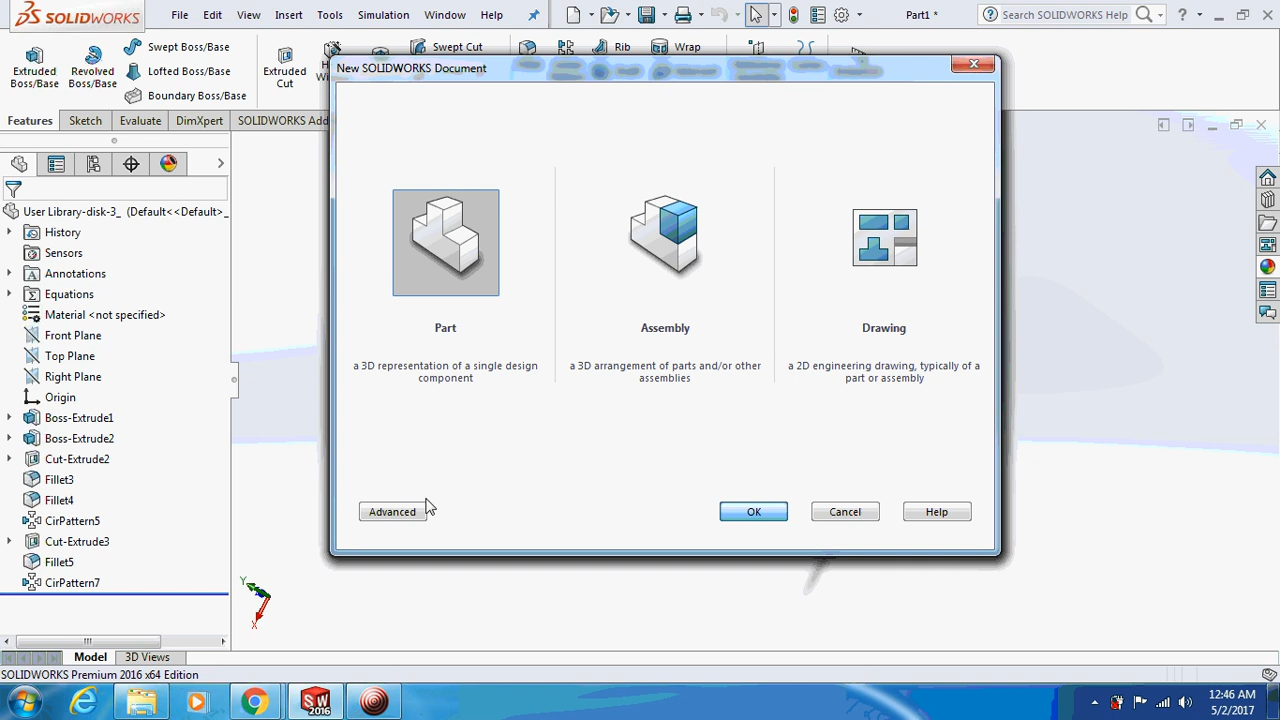 SOLIDWORKS File Edit View Insert Tools Simulation Window Help Part1 * Search SOLIDWORKS Help
Extruded Boss/Base
Revolved Boss/Base
Swept Boss/Base
Lofted Boss/Base
Boundary Boss/Base
Extruded Cut
Swept Cut
Rib
Wrap
Features Sketch Evaluate DimXpert SOLIDWORKS Add
New SOLIDWORKS Document
User Library-disk-3_ (Default<<Default>_
History
Sensors
Annotations
Equations
Material <not specified>
Front Plane
Top Plane
Right Plane
Origin
Boss-Extrude1
Boss-Extrude2
Cut-Extrude2
Fillet3
Fillet4
CirPattern5
Cut-Extrude3
Fillet5
CirPattern7
Part
a 3D representation of a single design
component
Assembly
a 3D arrangement of parts and/or other
assemblies
Drawing
a 2D engineering drawing, typically of a
part or assembly
Advanced OK Cancel Help
Y
X
Model 3D Views
SOLIDWORKS Premium 2016 x64 Edition
SW
2016
12:46 AM
5/2/2017